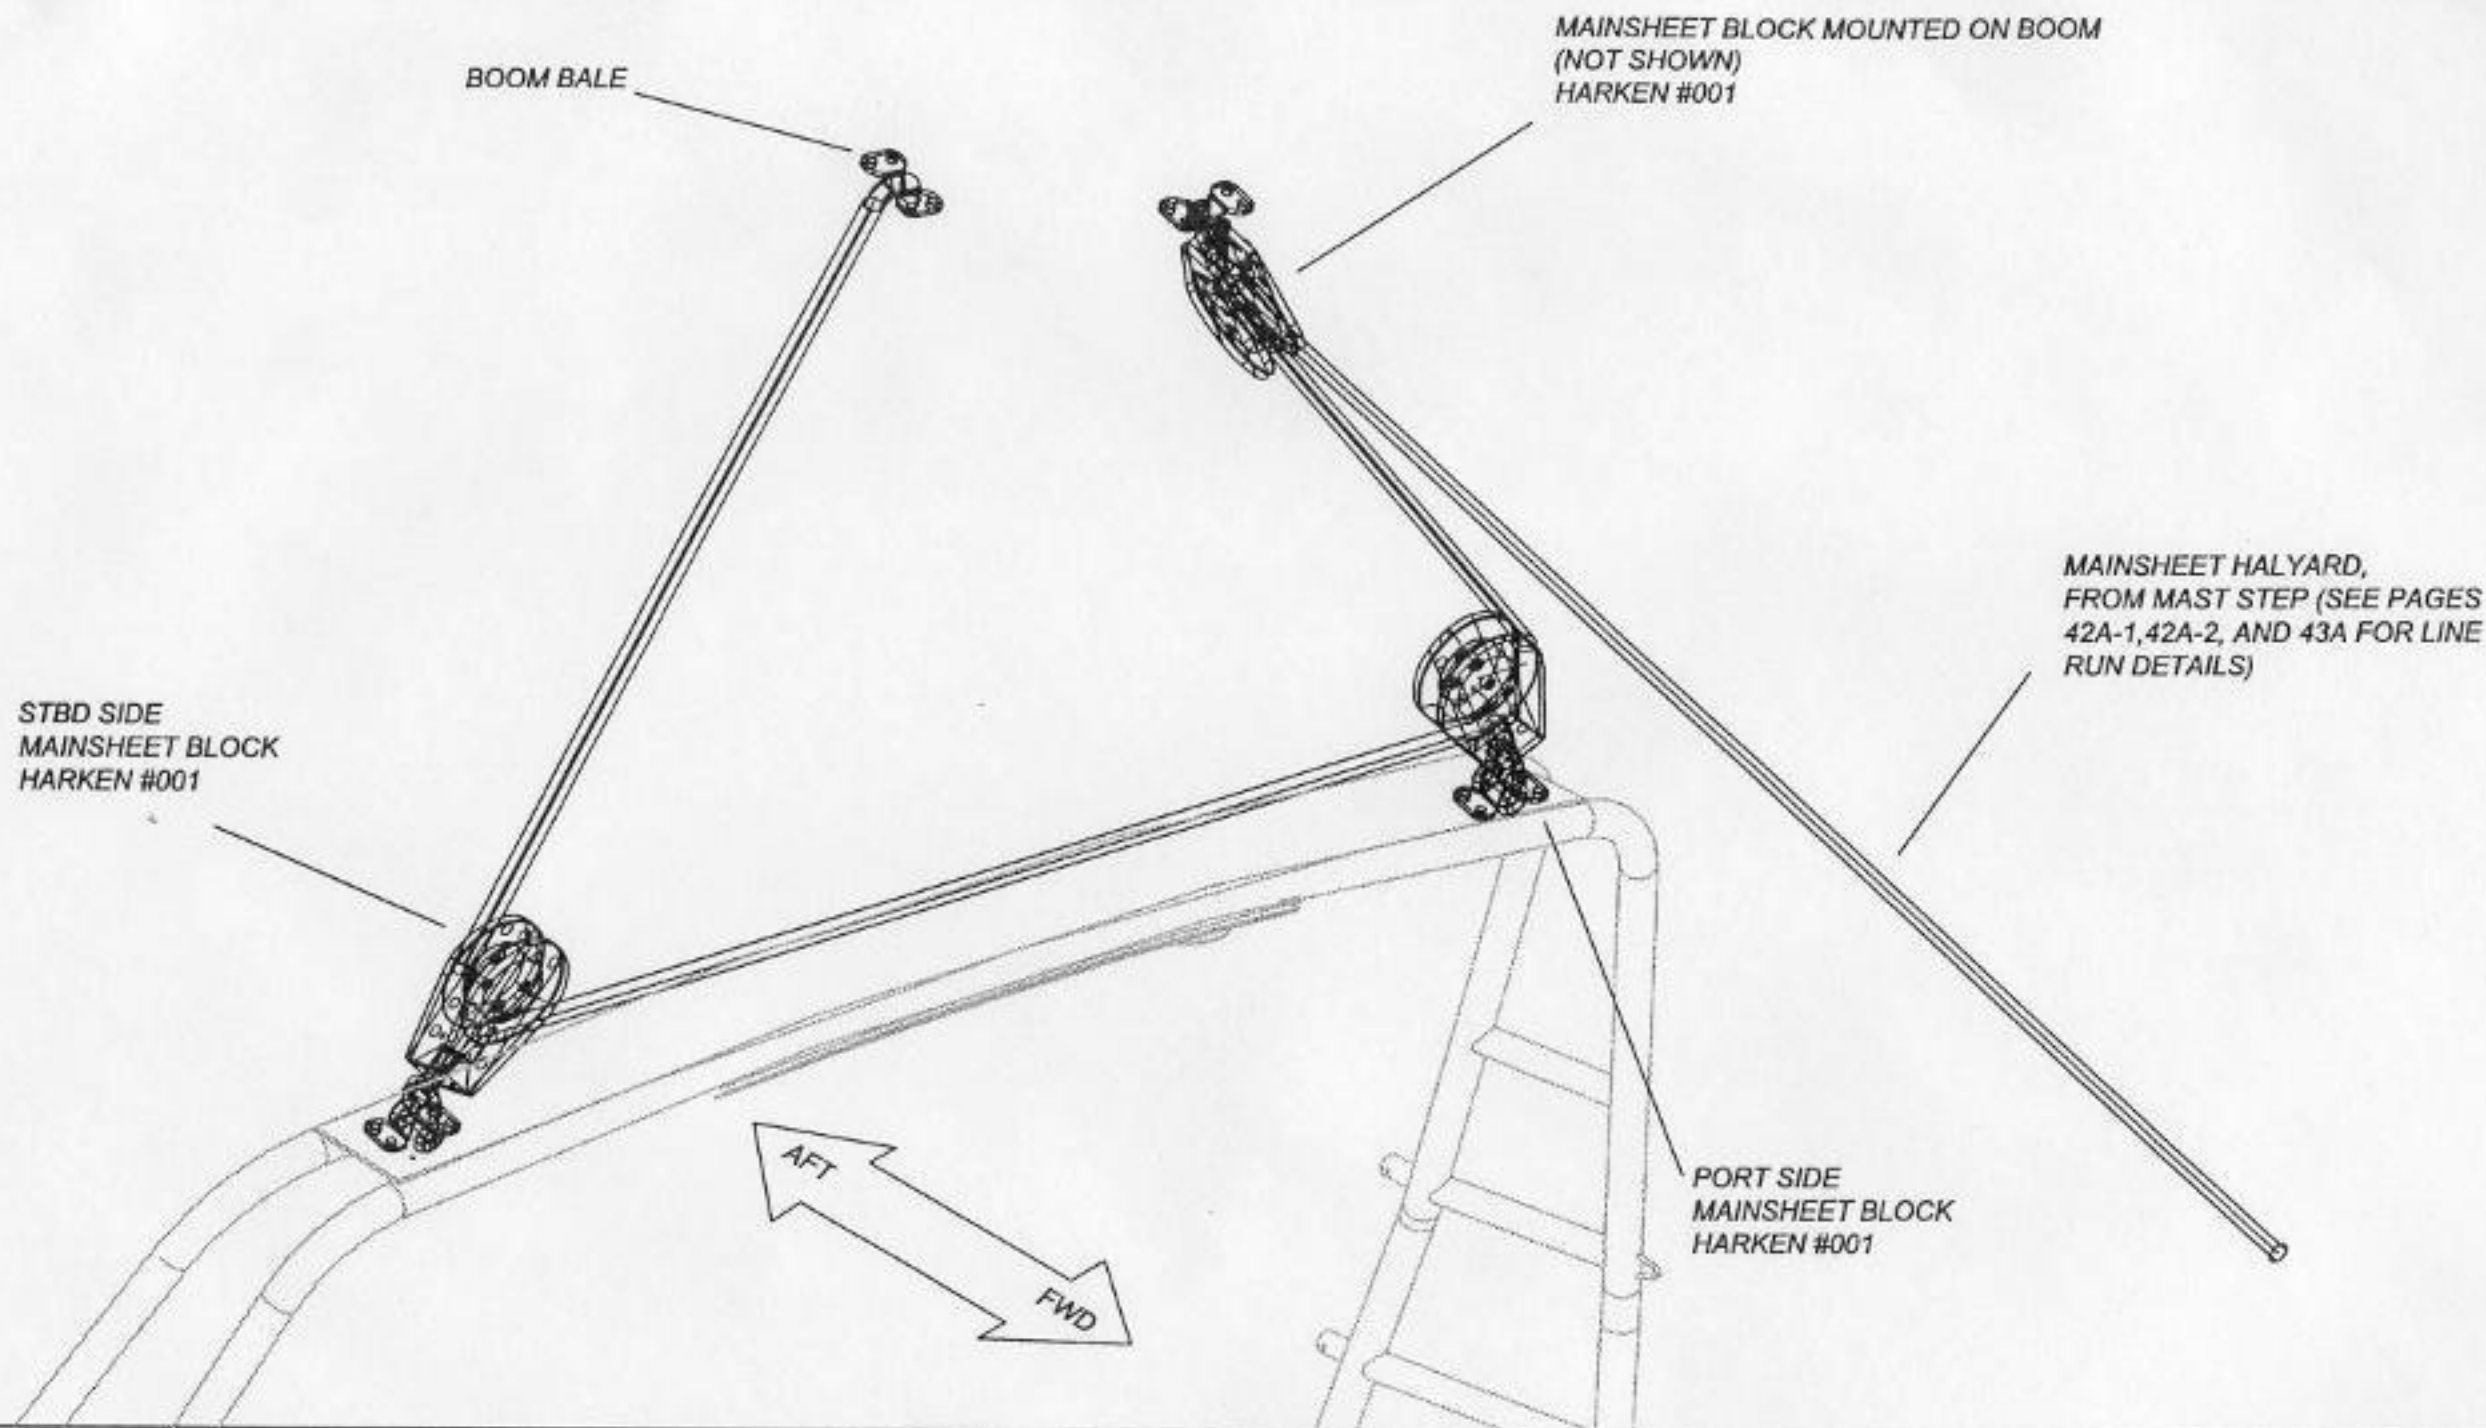 BOOM BALE
MAINSHEET BLOCK MOUNTED ON BOOM
(NOT SHOWN)
HARKEN #001
MAINSHEET HALYARD,
FROM MAST STEP (SEE PAGES
42A-1,42A-2, AND 43A FOR LINE
RUN DETAILS)
STBD SIDE
MAINSHEET BLOCK
HARKEN #001
AFT
FWD
PORT SIDE
MAINSHEET BLOCK
HARKEN #001